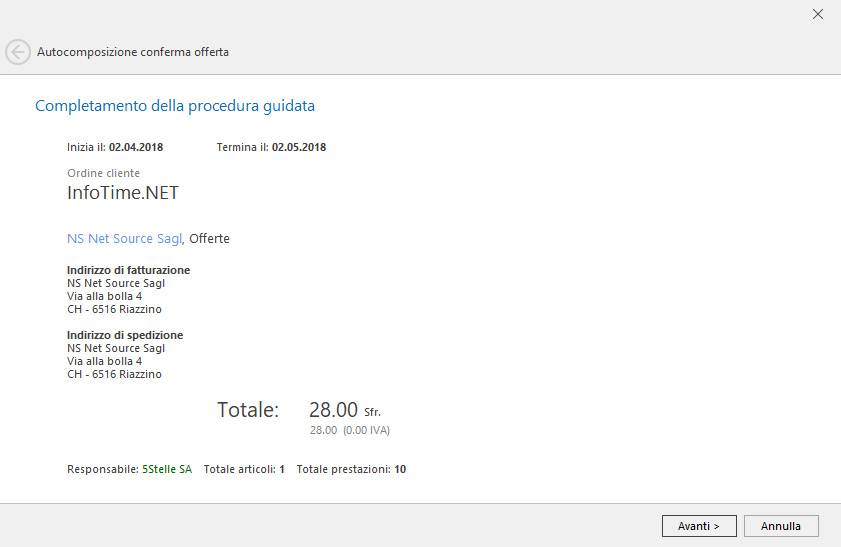 Autocomposizione conferma offerta
Completamento della procedura guidata
Inizia il: 02.04.2018 Termina il: 02.05.2018
Ordine cliente
InfoTime.NET
NS Net Source Sagl, Offerte
Indirizzo di fatturazione
NS Net Source Sagl
Via alla bolla 4
CH - 6516 Riazzino
Indirizzo di spedizione
NS Net Source Sagl
Via alla bolla 4
CH - 6516 Riazzino
Totale: 28.00 Sfr.
28.00 (0.00 IVA)
Responsabile: 5Stelle SA Totale articoli: 1 Totale prestazioni: 10
Avanti > Annulla